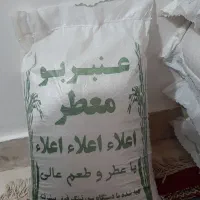 عنبربو
معطر
اعلاء اعلاء اعلاء
با عطر و طعم عالی